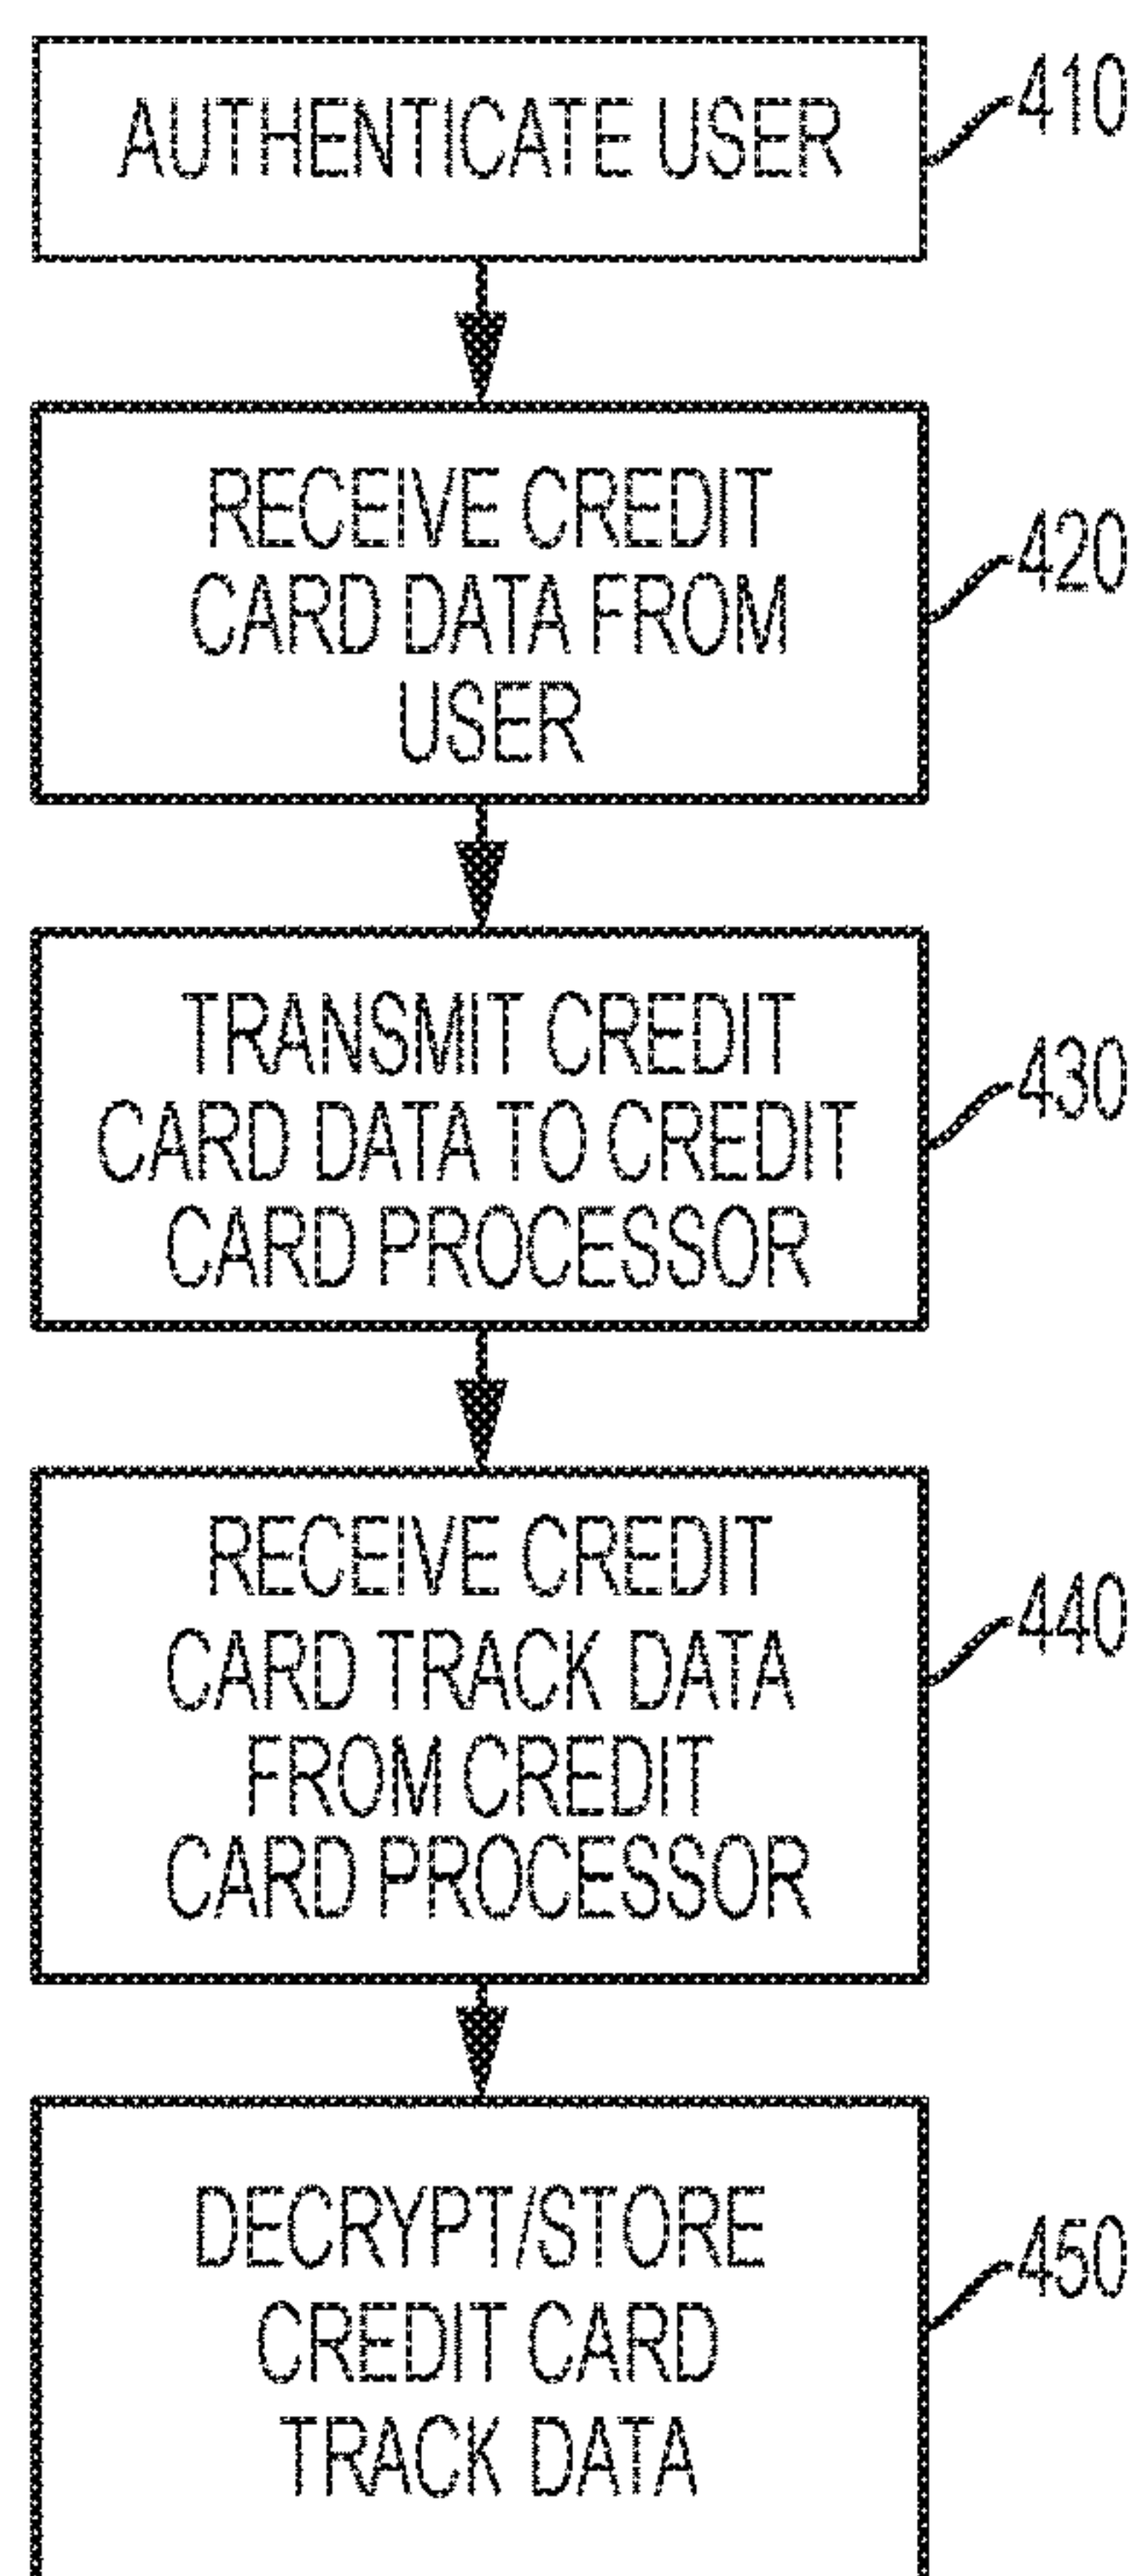 AUTHENTICATE USER
410
RECEIVE CREDIT
CARD DATA FROM
USER
420
TRANSMIT CREDIT
CARD DATA TO CREDIT
CARD PROCESSOR
430
RECEIVE CREDIT
CARD TRACK DATA
FROM CREDIT
CARD PROCESSOR
440
DECRYPT/STORE
CREDIT CARD
TRACK DATA
450